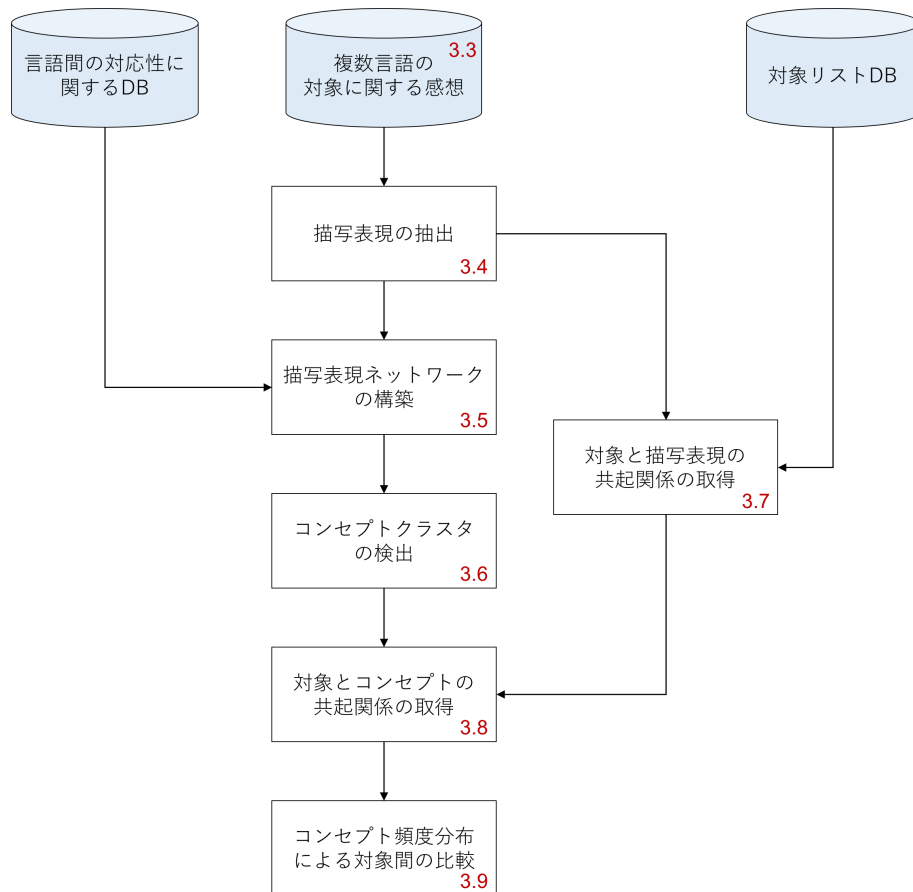 言語間の対応性に
関するDB
3.3
複数言語の
対象に関する感想
対象リストDB
描写表現の抽出
3.4
描写表現ネットワーク
の構築
3.5
対象と描写表現の
共起関係の取得
3.7
コンセプトクラスタ
の検出
3.6
対象とコンセプトの
共起関係の取得
3.8
コンセプト頻度分布
による対象間の比較
3.9